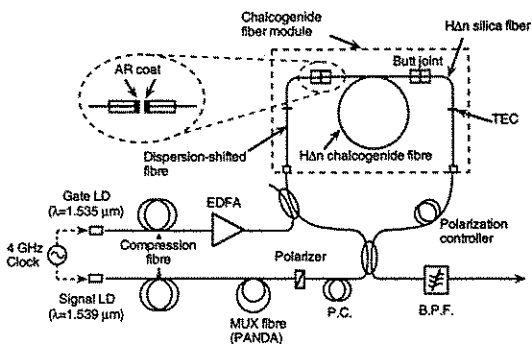 Chalcogenide
fiber module
HΔn silica fiber
AR coat
Butt joint
TEC
HΔn chalcogenide fibre
Dispersion-shifted
fibre
Gate LD
(λ=1.535 μm)
EDFA
Polarization
controller
4 GHz
Clock
Compression
fibre
Polarizer
Signal LD
(λ=1.539 μm)
MUX fibre
(PANDA)
P.C.
B.P.F.